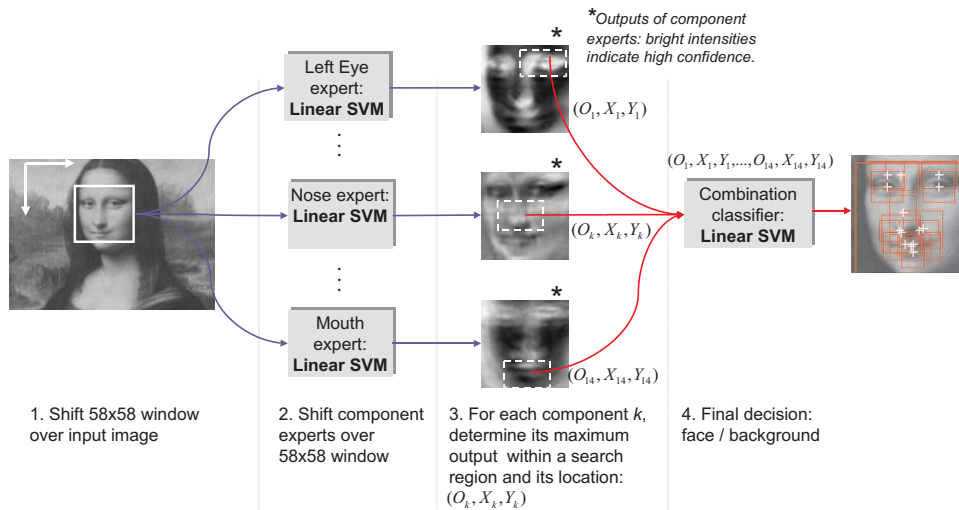 *Outputs of component
experts: bright intensities
indicate high confidence.
*
Left Eye
expert:
Linear SVM
(O₁, X₁, Y₁)
*
(O₁, X₁, Y₁,..., O₁₄, X₁₄, Y₁₄)
Nose expert:
Linear SVM
Combination
classifier:
Linear SVM
(Oₖ, Xₖ, Yₖ)
*
Mouth
expert:
Linear SVM
(O₁₄, X₁₄, Y₁₄)
1. Shift 58x58 window
over input image
2. Shift component
experts over
58x58 window
3. For each component k,
determine its maximum
output within a search
region and its location:
(Oₖ, Xₖ, Yₖ)
4. Final decision:
face / background